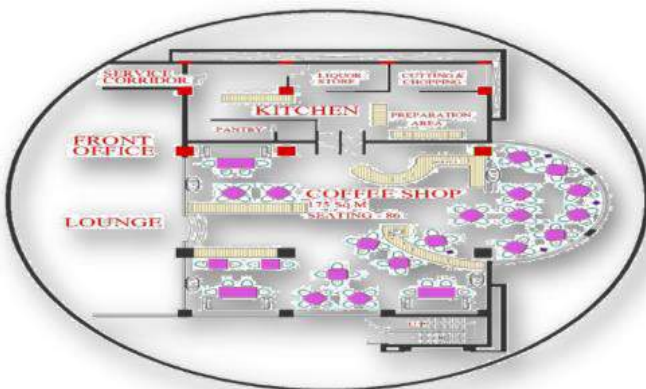 SERVICE
CORRIDOR
LIQUOR
STORE
CUTTING &
CHOPPING
KITCHEN
PREPARATION
AREA
PANTRY
FRONT
OFFICE
COFFEE SHOP
175 Sq.M
SEATING - 86
LOUNGE